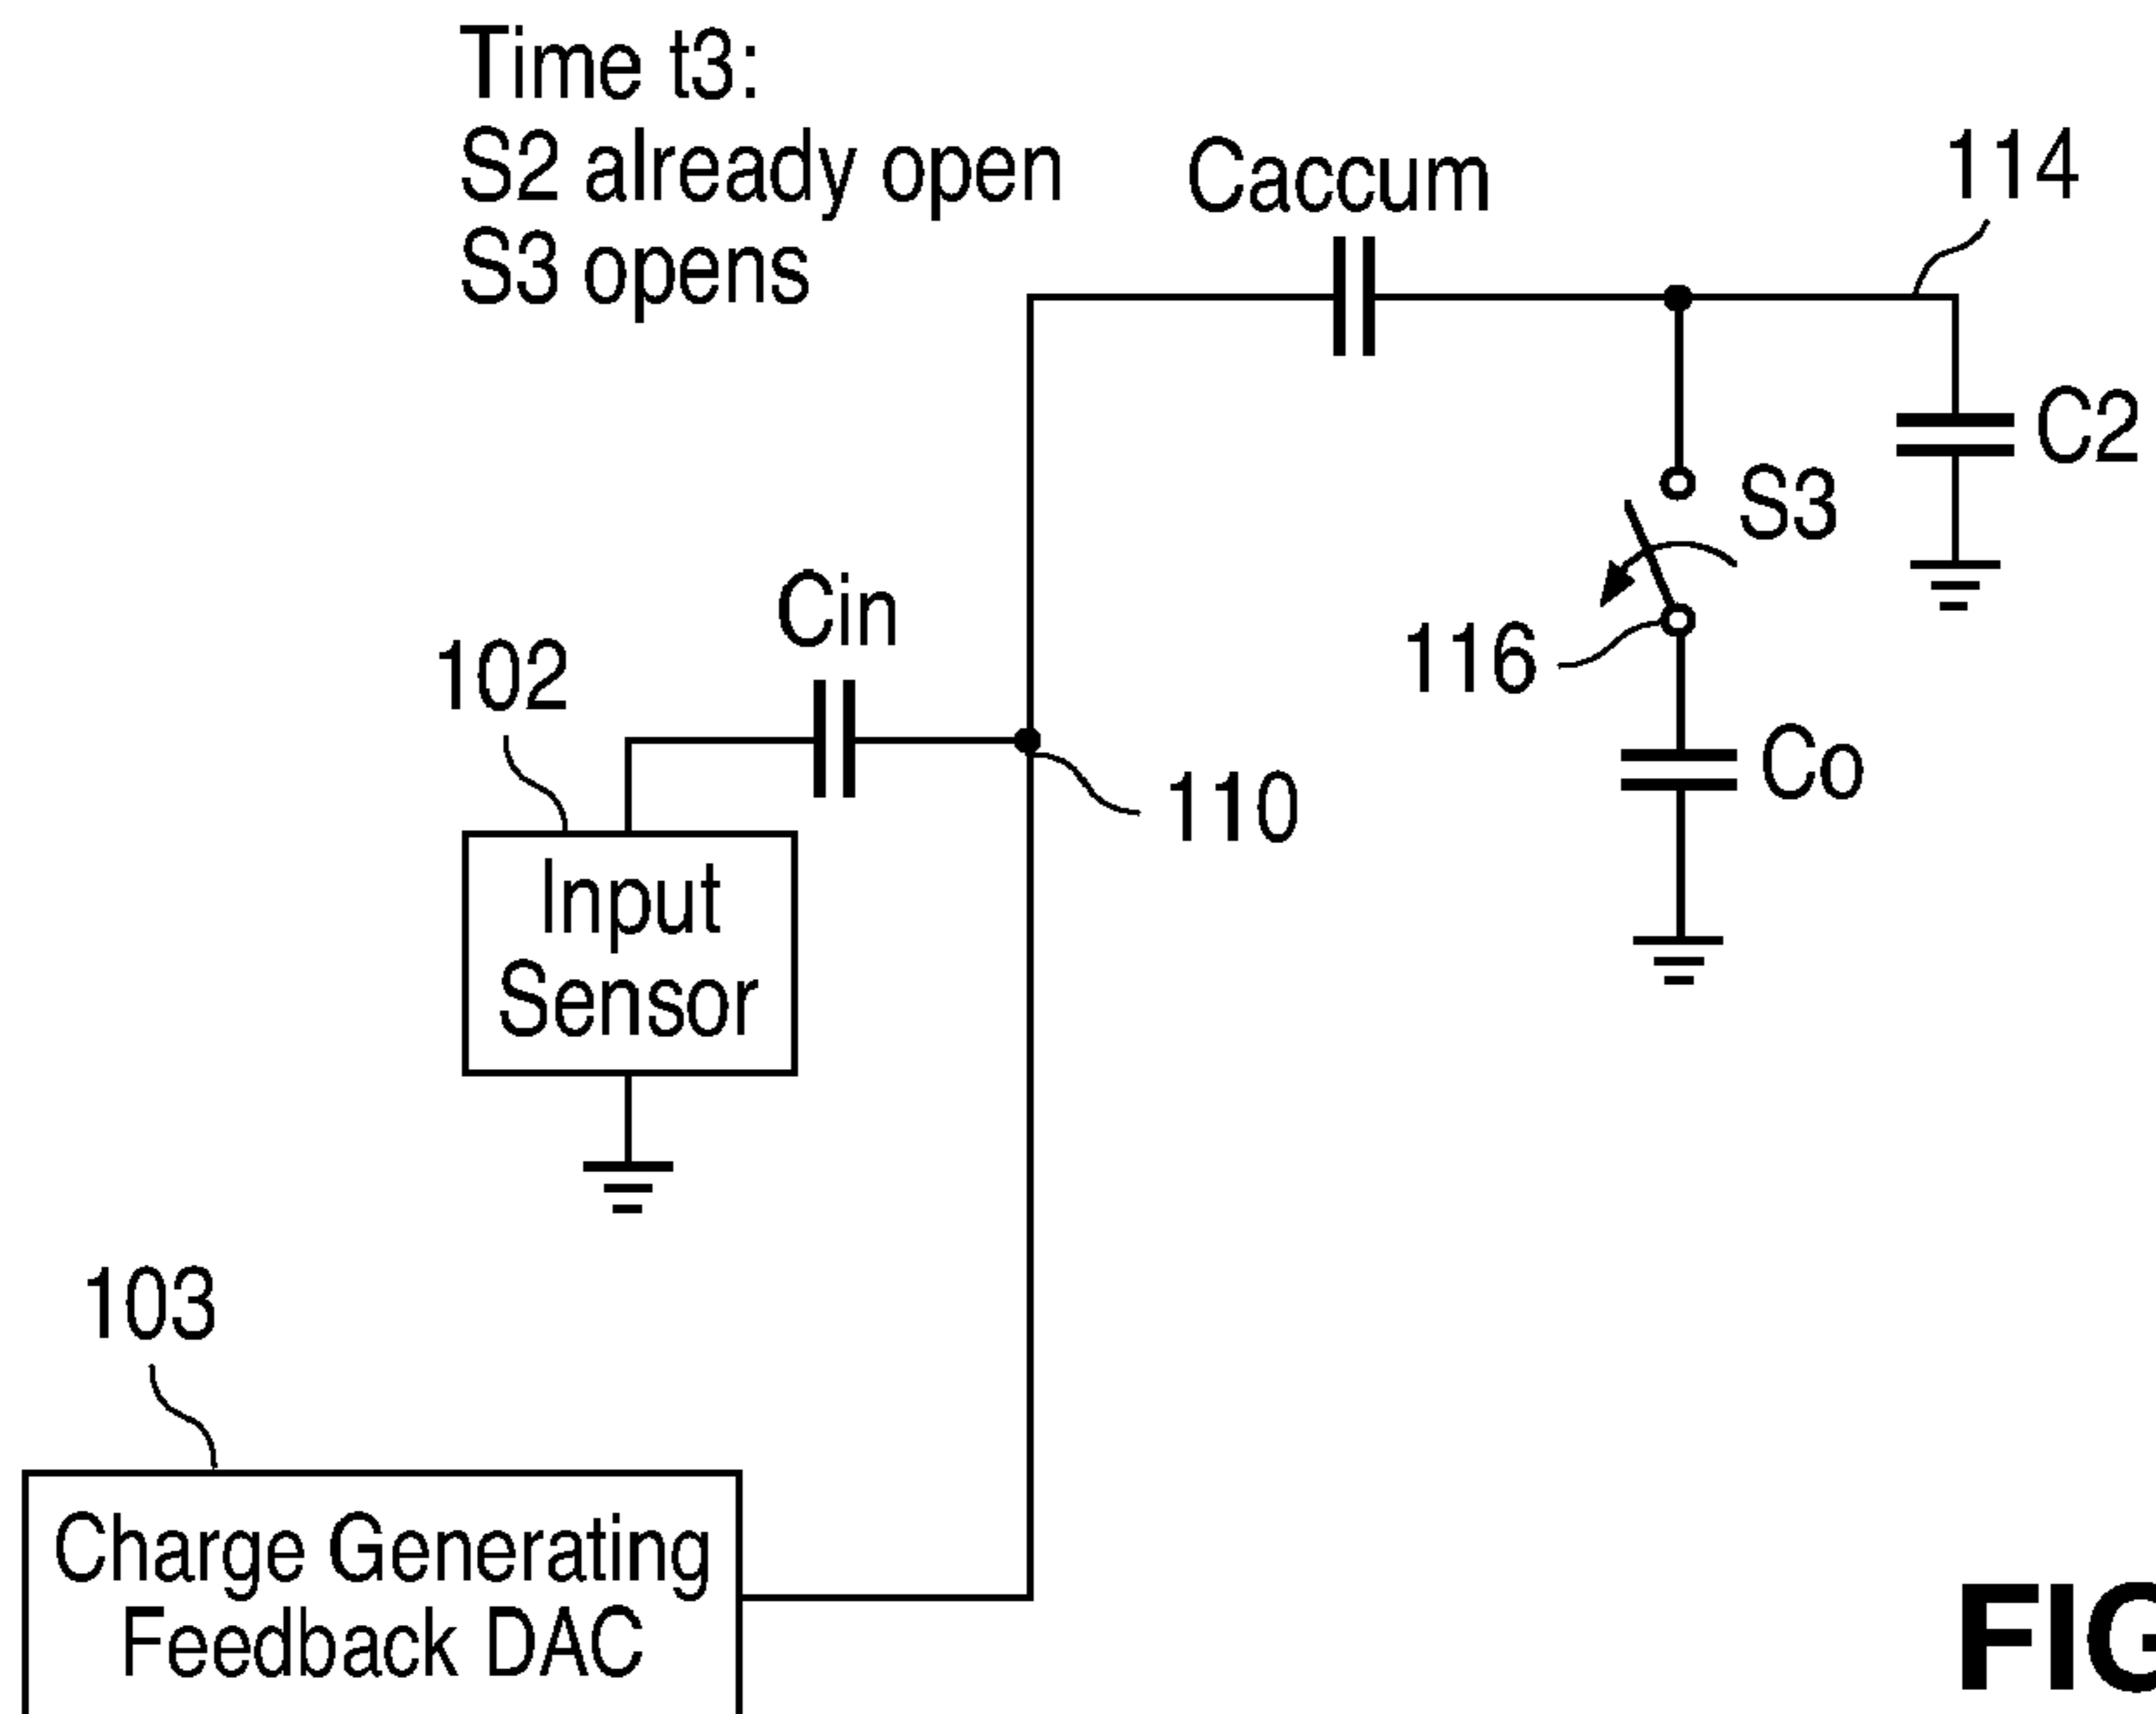 Time t3:
S2 already open
S3 opens
Caccum
114
C2
S3
Cin
102
116
Co
110
Input
Sensor
103
Charge Generating
Feedback DAC
FIG